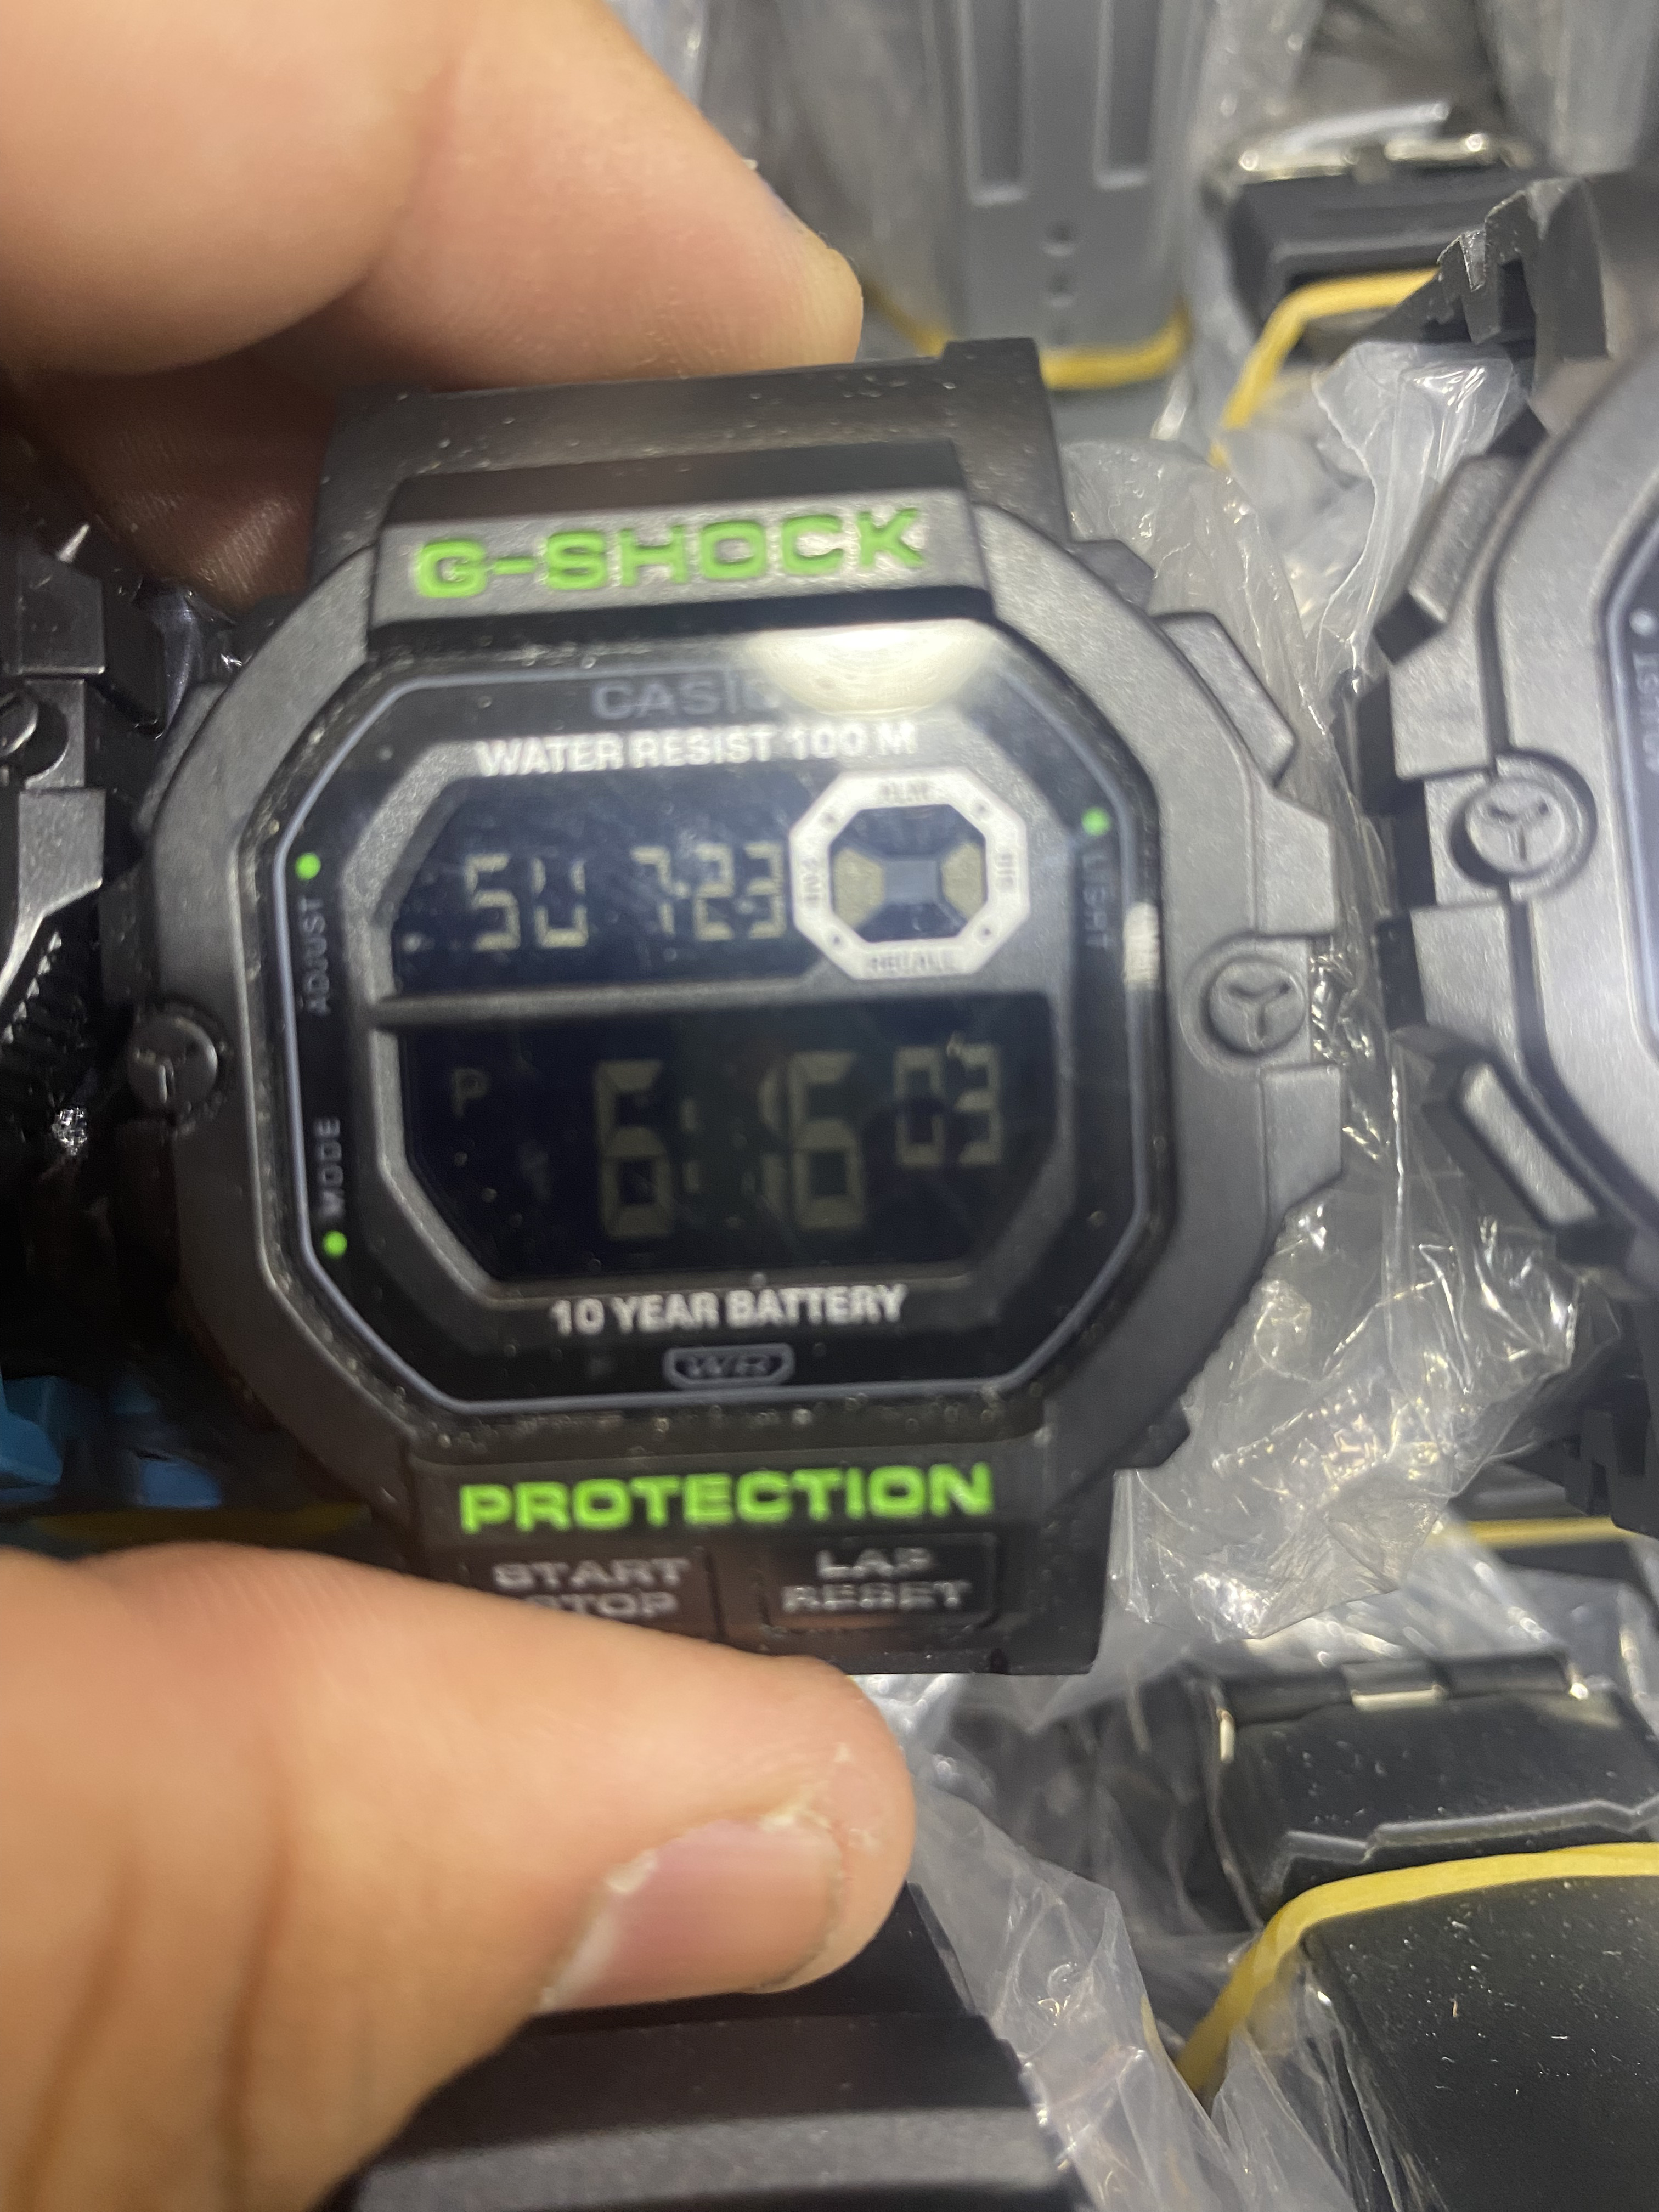 G-SHOCK
CASIO
WATER RESIST 100 M
SU 7.23
RECALL
ADJUST
LIGHT
P 6:16 03
MODE
10 YEAR BATTERY
WR
PROTECTION
START
STOP
LAP
RESET